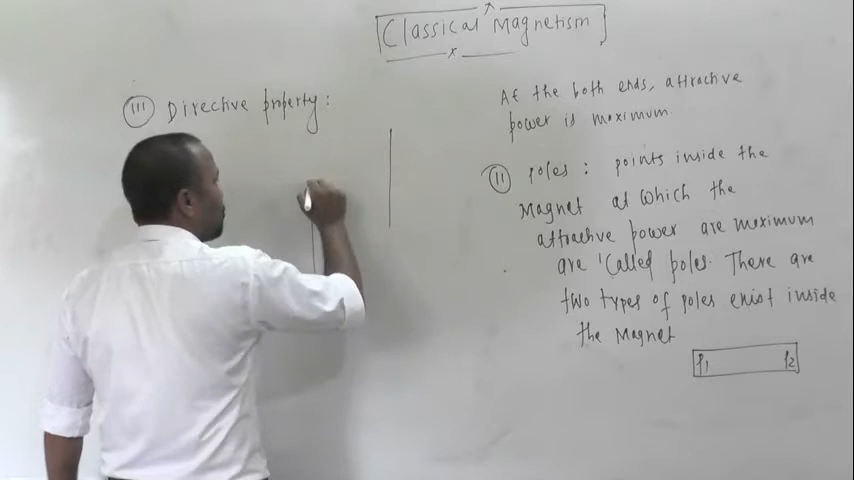 Classical Magnetism
(III) Directive property:
At the both ends, attractive
power is maximum.
(II) poles: points inside the
Magnet at which the
attractive power are maximum
are 'Called poles. There are
two types of poles exist inside
the Magnet
P1 P2